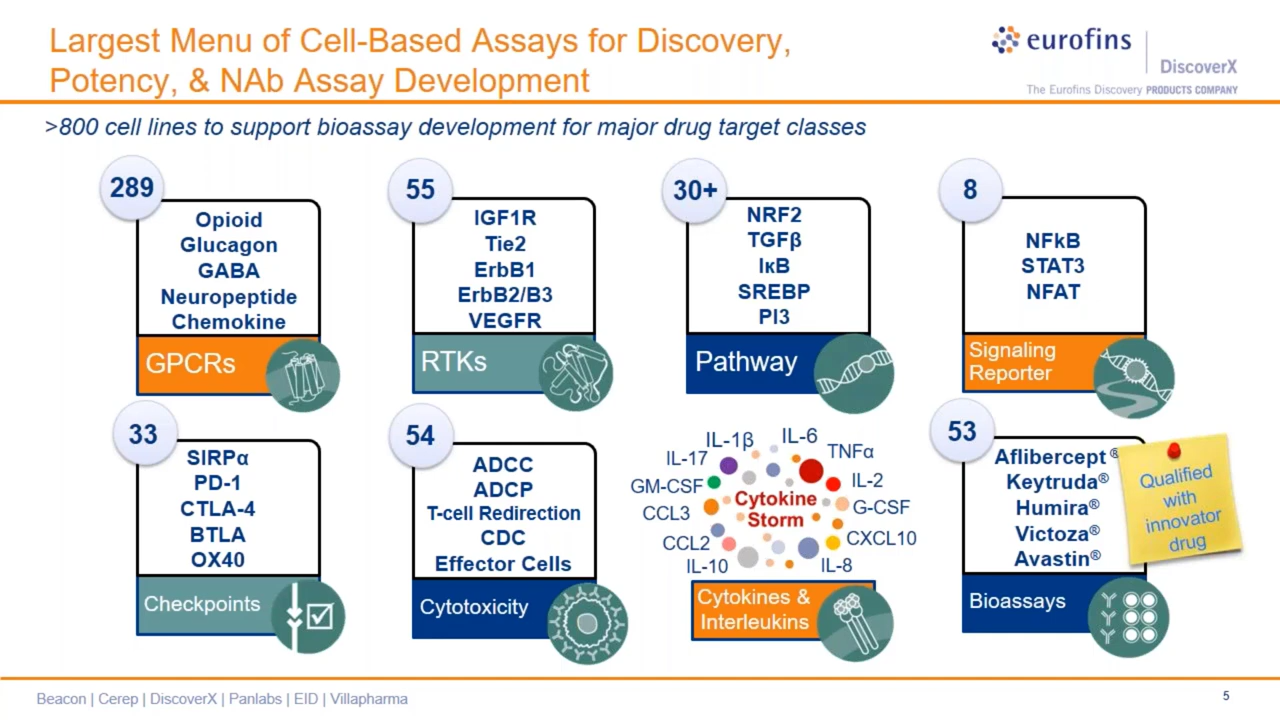 Largest Menu of Cell-Based Assays for Discovery,
Potency, & NAb Assay Development
eurofins
DiscoverX
The Eurofins Discovery PRODUCTS COMPANY
>800 cell lines to support bioassay development for major drug target classes
289
Opioid
Glucagon
GABA
Neuropeptide
Chemokine
GPCRs
55
IGF1R
Tie2
ErbB1
ErbB2/B3
VEGFR
RTKs
30+
NRF2
TGFβ
IκB
SREBP
PI3
Pathway
8
NFkB
STAT3
NFAT
Signaling
Reporter
33
SIRPα
PD-1
CTLA-4
BTLA
OX40
Checkpoints
54
ADCC
ADCP
T-cell Redirection
CDC
Effector Cells
Cytotoxicity
IL-1β
IL-6
IL-17
TNFα
GM-CSF
IL-2
Cytokine
Storm
CCL3
G-CSF
CCL2
CXCL10
IL-10
IL-8
Cytokines &
Interleukins
53
Aflibercept ®
Keytruda®
Humira®
Victoza®
Avastin®
Bioassays
Qualified
with
innovator
drug
Beacon | Cerep | DiscoverX | Panlabs | EID | Villapharma
5